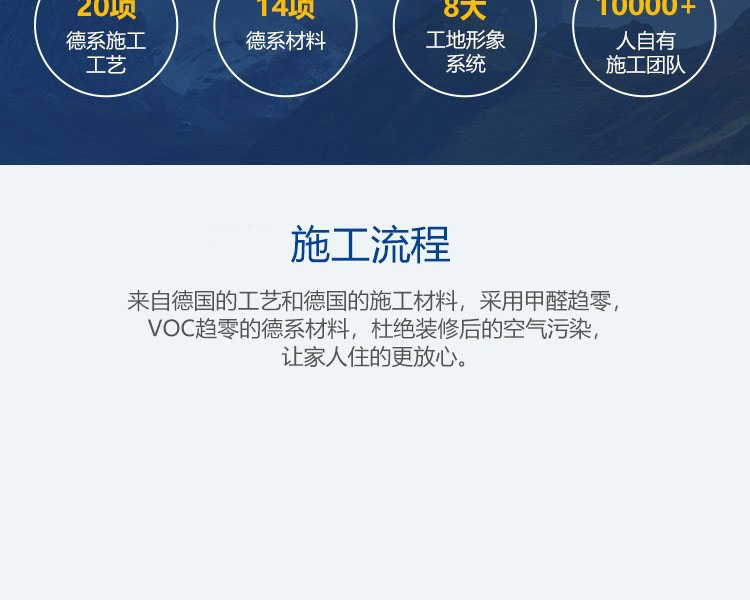 20项
14项
8大
10000+
德系施工
工艺
德系材料
工地形象
系统
人自有
施工团队
施工流程
来自德国的工艺和德国的施工材料，采用甲醛趋零，
VOC趋零的德系材料，杜绝装修后的空气污染，
让家人住的更放心。